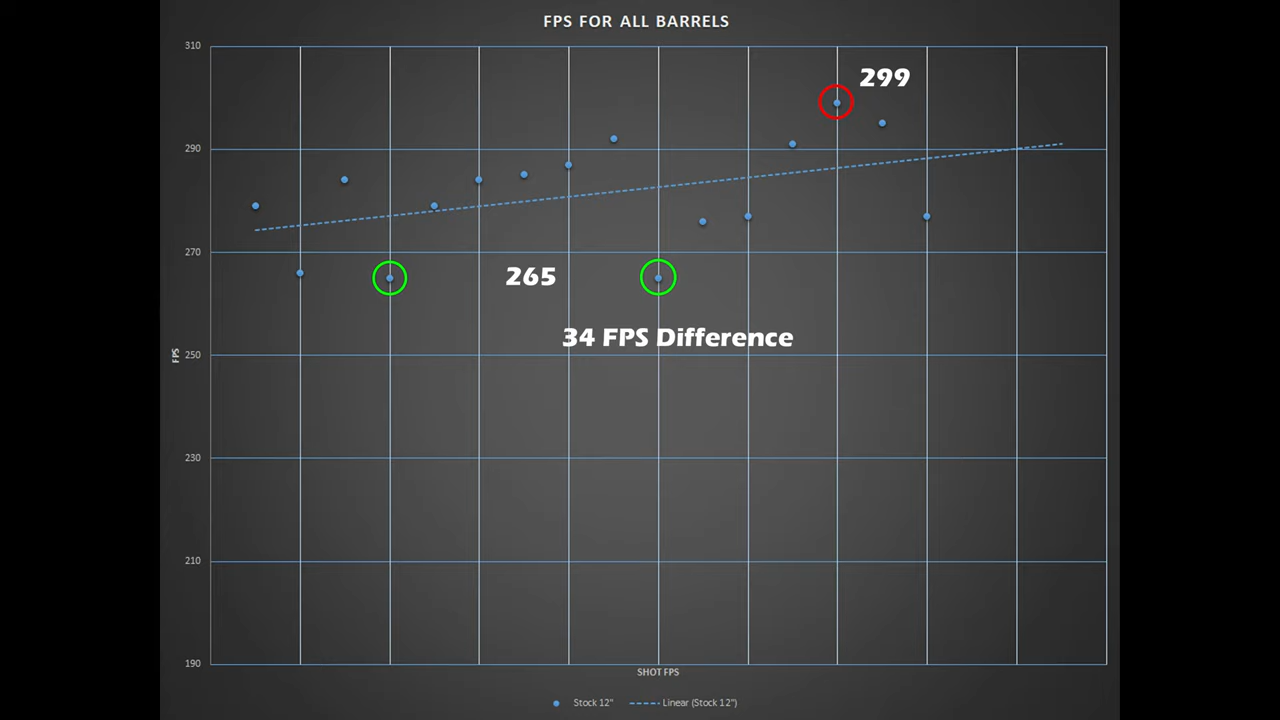 FPS FOR ALL BARRELS
310
299
290
270
265
34 FPS Difference
FPS
250
230
210
190
SHOT FPS
Stock 12" Linear (Stock 12")